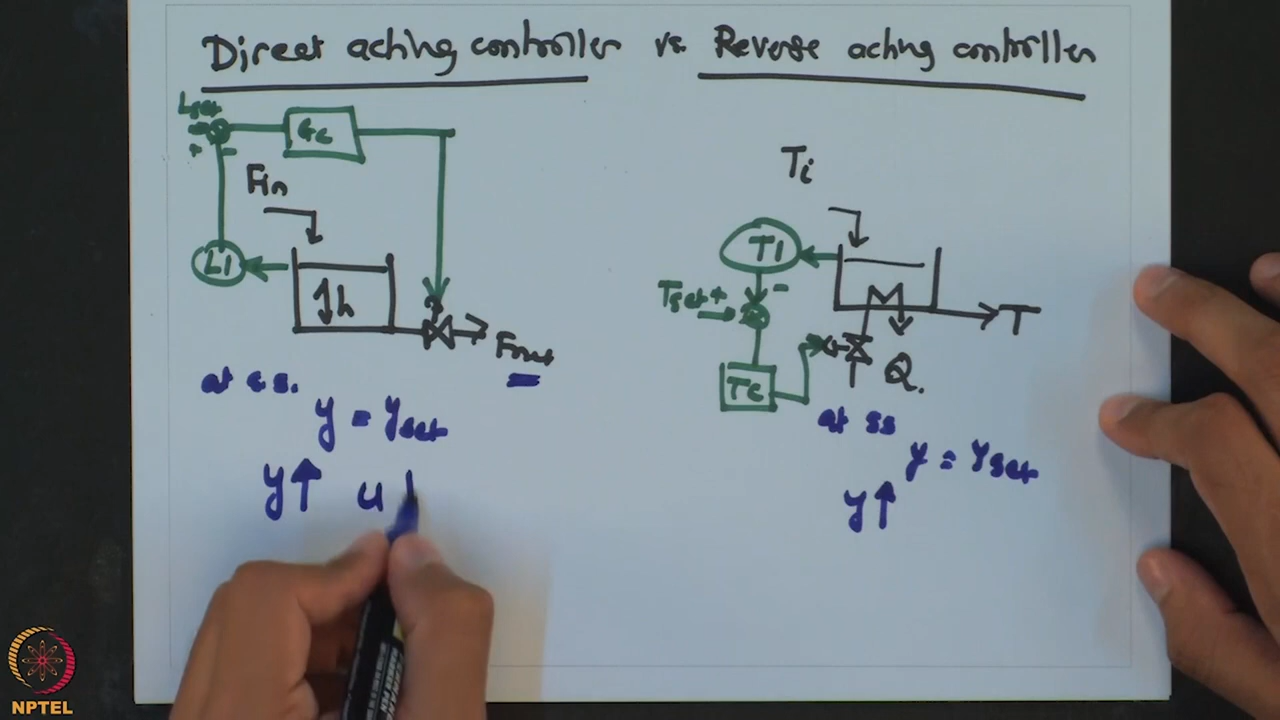 Direct acting controller vs. Reverse acting controller
Lset
+ -
Gc
Fin
LI
h
Fout
at s.s.
y = yset
y↑ u
Ti
TI
Tset + -
TC
T
Q.
at ss
y = yset
y↑
NPTEL